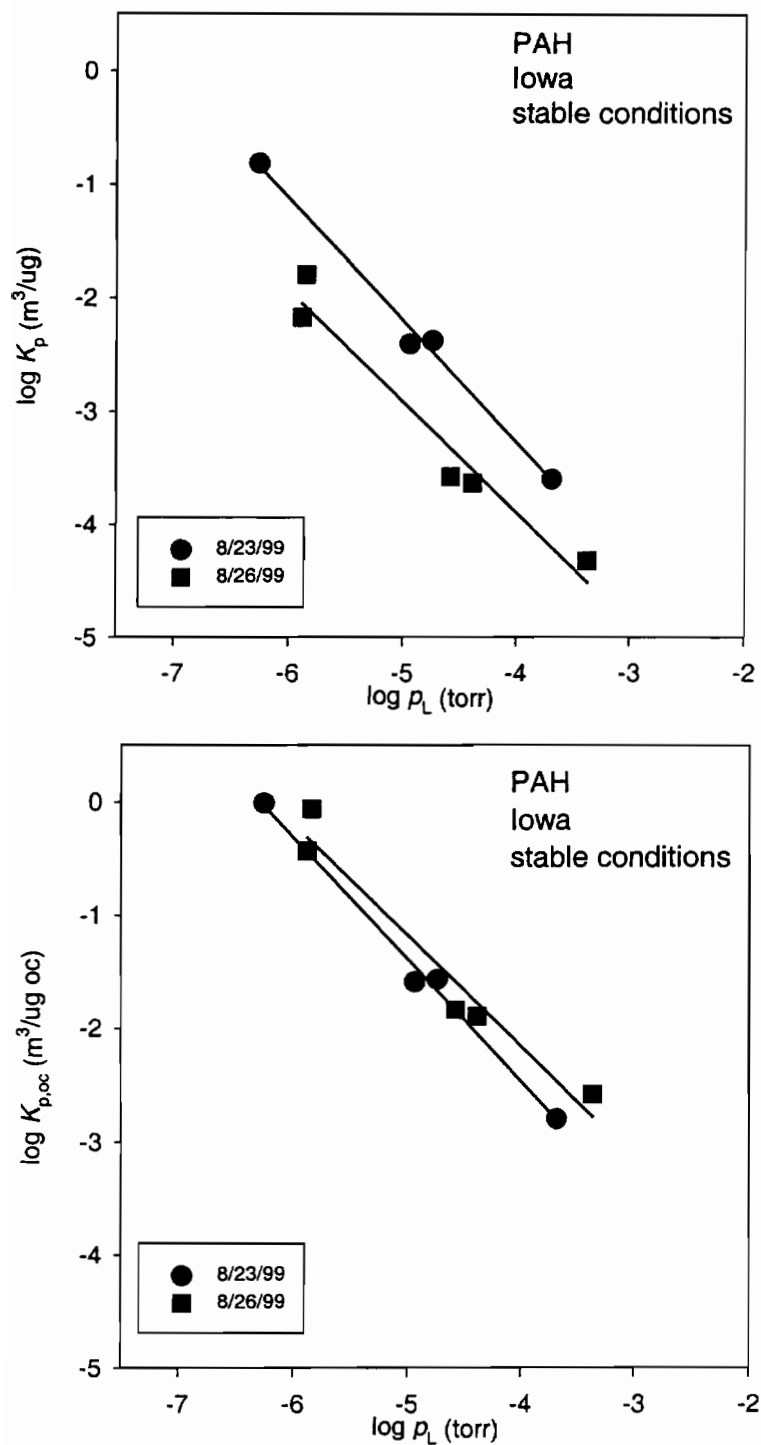 PAH
Iowa
stable conditions
0
-1
-2
-3
-4
-5
log Kp (m³/ug)
8/23/99
8/26/99
-7 -6 -5 -4 -3 -2
log pL (torr)
PAH
Iowa
stable conditions
0
-1
-2
-3
-4
-5
log Kp,oc (m³/ug oc)
8/23/99
8/26/99
-7 -6 -5 -4 -3 -2
log pL (torr)